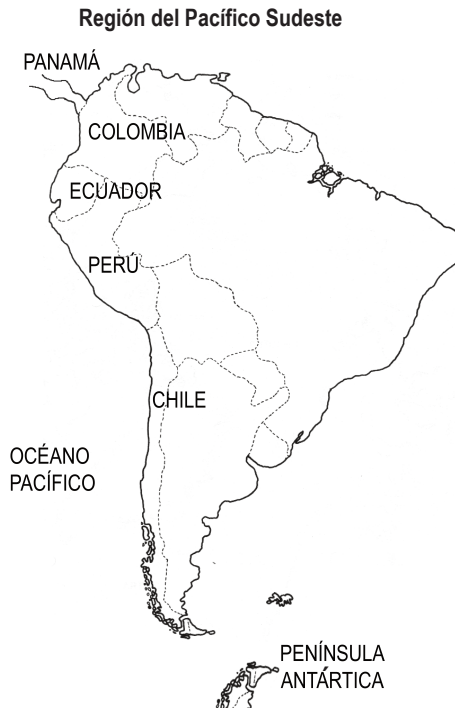 Región del Pacífico Sudeste
PANAMÁ
COLOMBIA
ECUADOR
PERÚ
CHILE
OCÉANO
PACÍFICO
PENÍNSULA
ANTÁRTICA